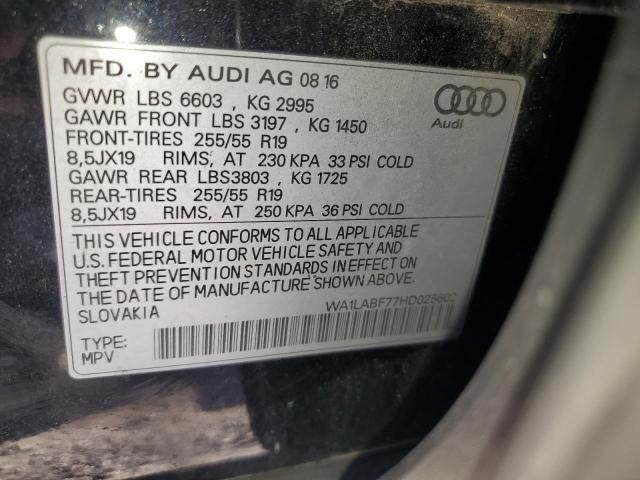 MFD. BY AUDI AG 08 16
GVWR LBS 6603 , KG 2995
GAWR FRONT LBS 3197 , KG 1450
FRONT-TIRES 255/55 R19
8,5JX19 RIMS, AT 230 KPA 33 PSI COLD
GAWR REAR LBS3803 , KG 1725
REAR-TIRES 255/55 R19
8,5JX19 RIMS, AT 250 KPA 36 PSI COLD
Audi
THIS VEHICLE CONFORMS TO ALL APPLICABLE
U.S. FEDERAL MOTOR VEHICLE SAFETY AND
THEFT PREVENTION STANDARDS IN EFFECT ON
THE DATE OF MANUFACTURE SHOWN ABOVE.
SLOVAKIA
WA1LABF77HD025602
TYPE:
MPV